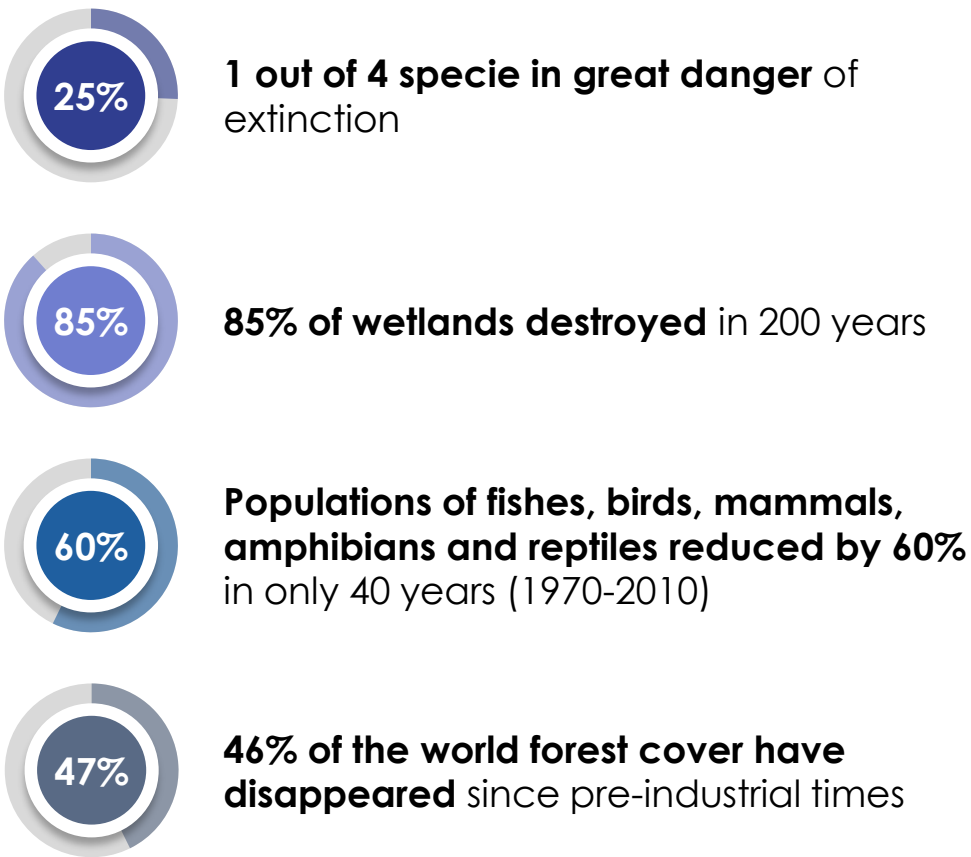 25%
1 out of 4 specie in great danger of
extinction
85%
85% of wetlands destroyed in 200 years
60%
Populations of fishes, birds, mammals,
amphibians and reptiles reduced by 60%
in only 40 years (1970-2010)
47%
46% of the world forest cover have
disappeared since pre-industrial times